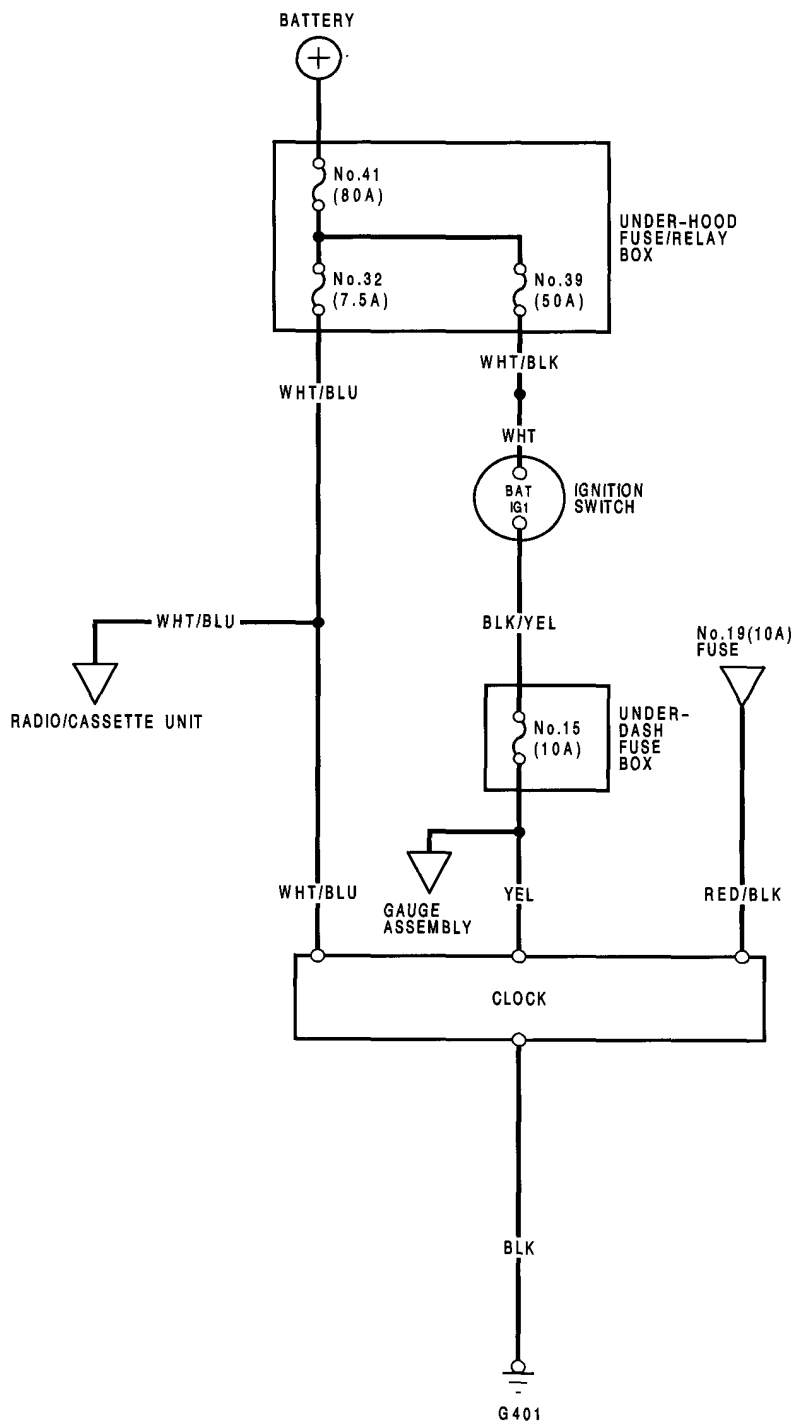 BATTERY
+
No.41
(80A)
UNDER-HOOD
FUSE/RELAY
BOX
No.32
(7.5A)
No.39
(50A)
WHT/BLK
WHT/BLU
WHT
BAT
IG1
IGNITION
SWITCH
WHT/BLU
BLK/YEL
No.19(10A)
FUSE
RADIO/CASSETTE UNIT
No.15
(10A)
UNDER-
DASH
FUSE
BOX
WHT/BLU
GAUGE
ASSEMBLY
YEL
RED/BLK
CLOCK
BLK
G401